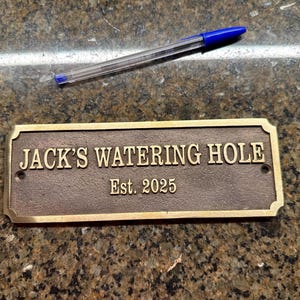 JACK'S WATERING HOLE
Est. 2025